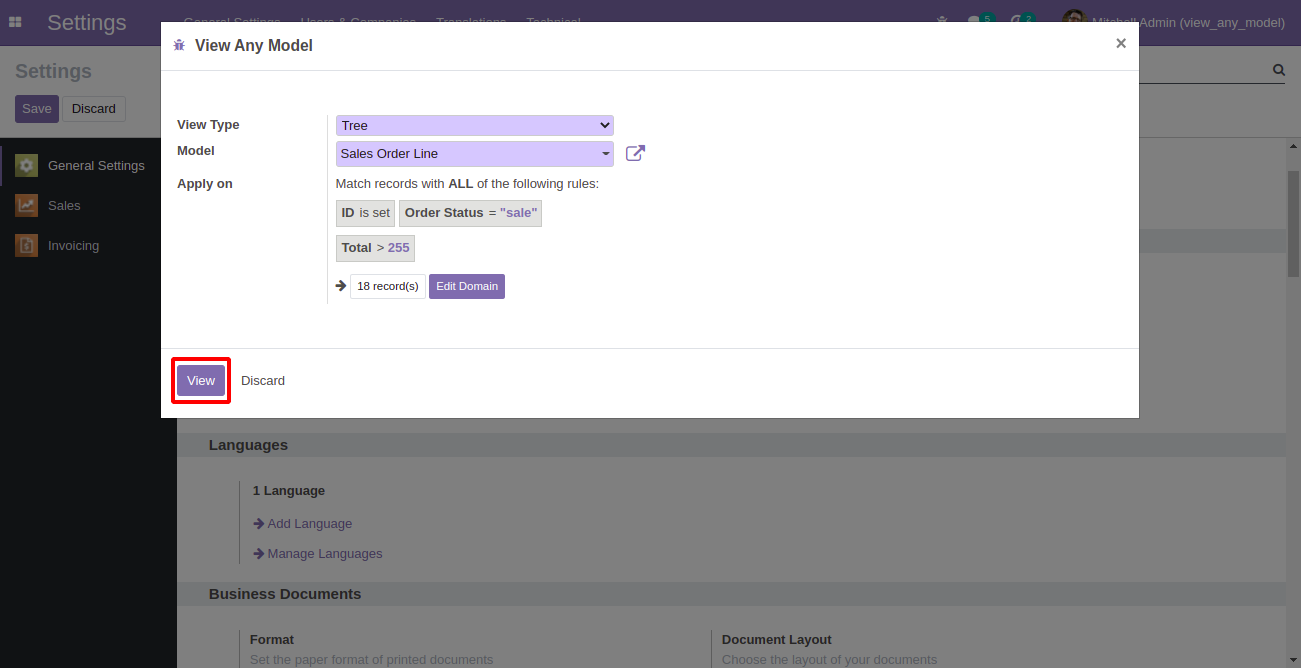 Settings General Settings Users & Companies Translations Technical 5 2 Mitchell Admin (view_any_model)
View Any Model ×
Settings
Save Discard
View Type Tree
Model Sales Order Line
General Settings
Apply on Match records with ALL of the following rules:
Sales
ID is set Order Status = "sale"
Invoicing
Total > 255
18 record(s) Edit Domain
View Discard
Languages
1 Language
Add Language
Manage Languages
Business Documents
Format Document Layout
Set the paper format of printed documents Choose the layout of your documents